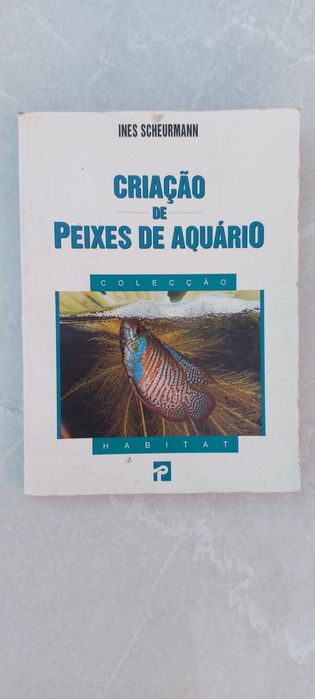 INES SCHEURMANN
CRIAÇÃO
DE
PEIXES DE AQUÁRIO
COLECÇÃO
HABITAT
P